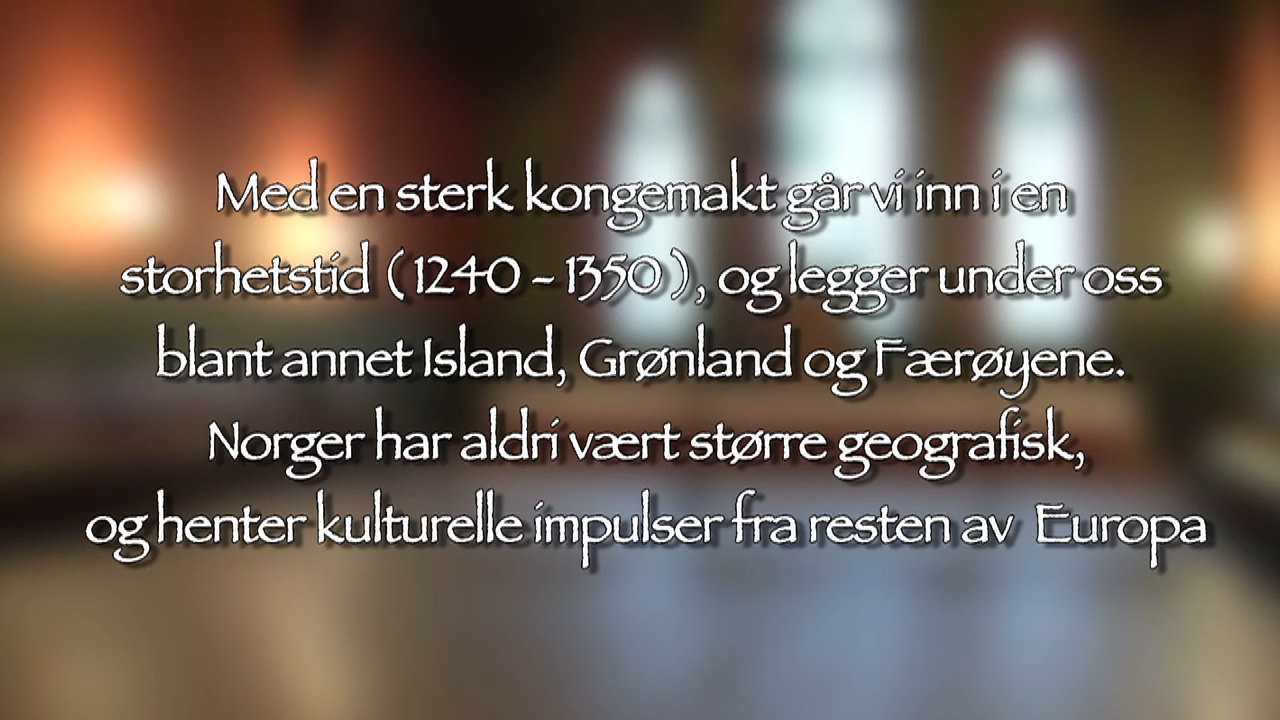 Med en sterk kongemakt går vi inn i en
storhetstid ( 1240 - 1350 ), og legger under oss
blant annet Island, Grønland og Færøyene.
Norger har aldri vært større geografisk,
og henter kulturelle impulser fra resten av Europa